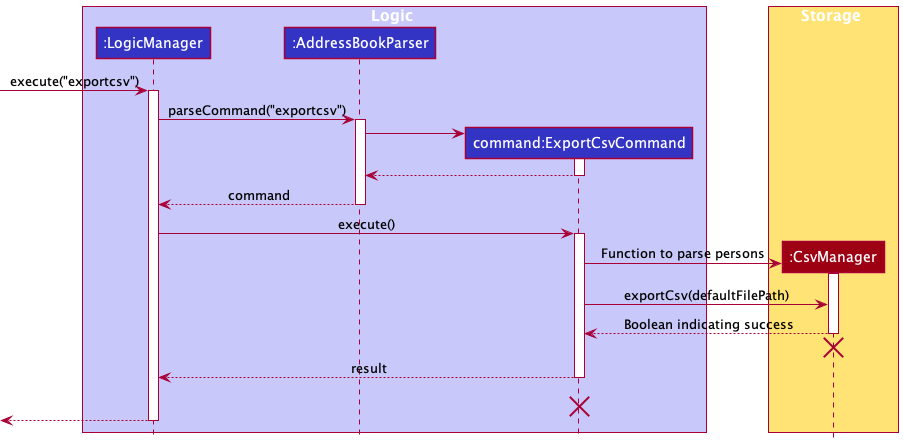 Logic
Storage
:LogicManager
:AddressBookParser
execute("exportcsv")
parseCommand("exportcsv")
command:ExportCsvCommand
command
execute()
Function to parse persons
:CsvManager
exportCsv(defaultFilePath)
Boolean indicating success
result